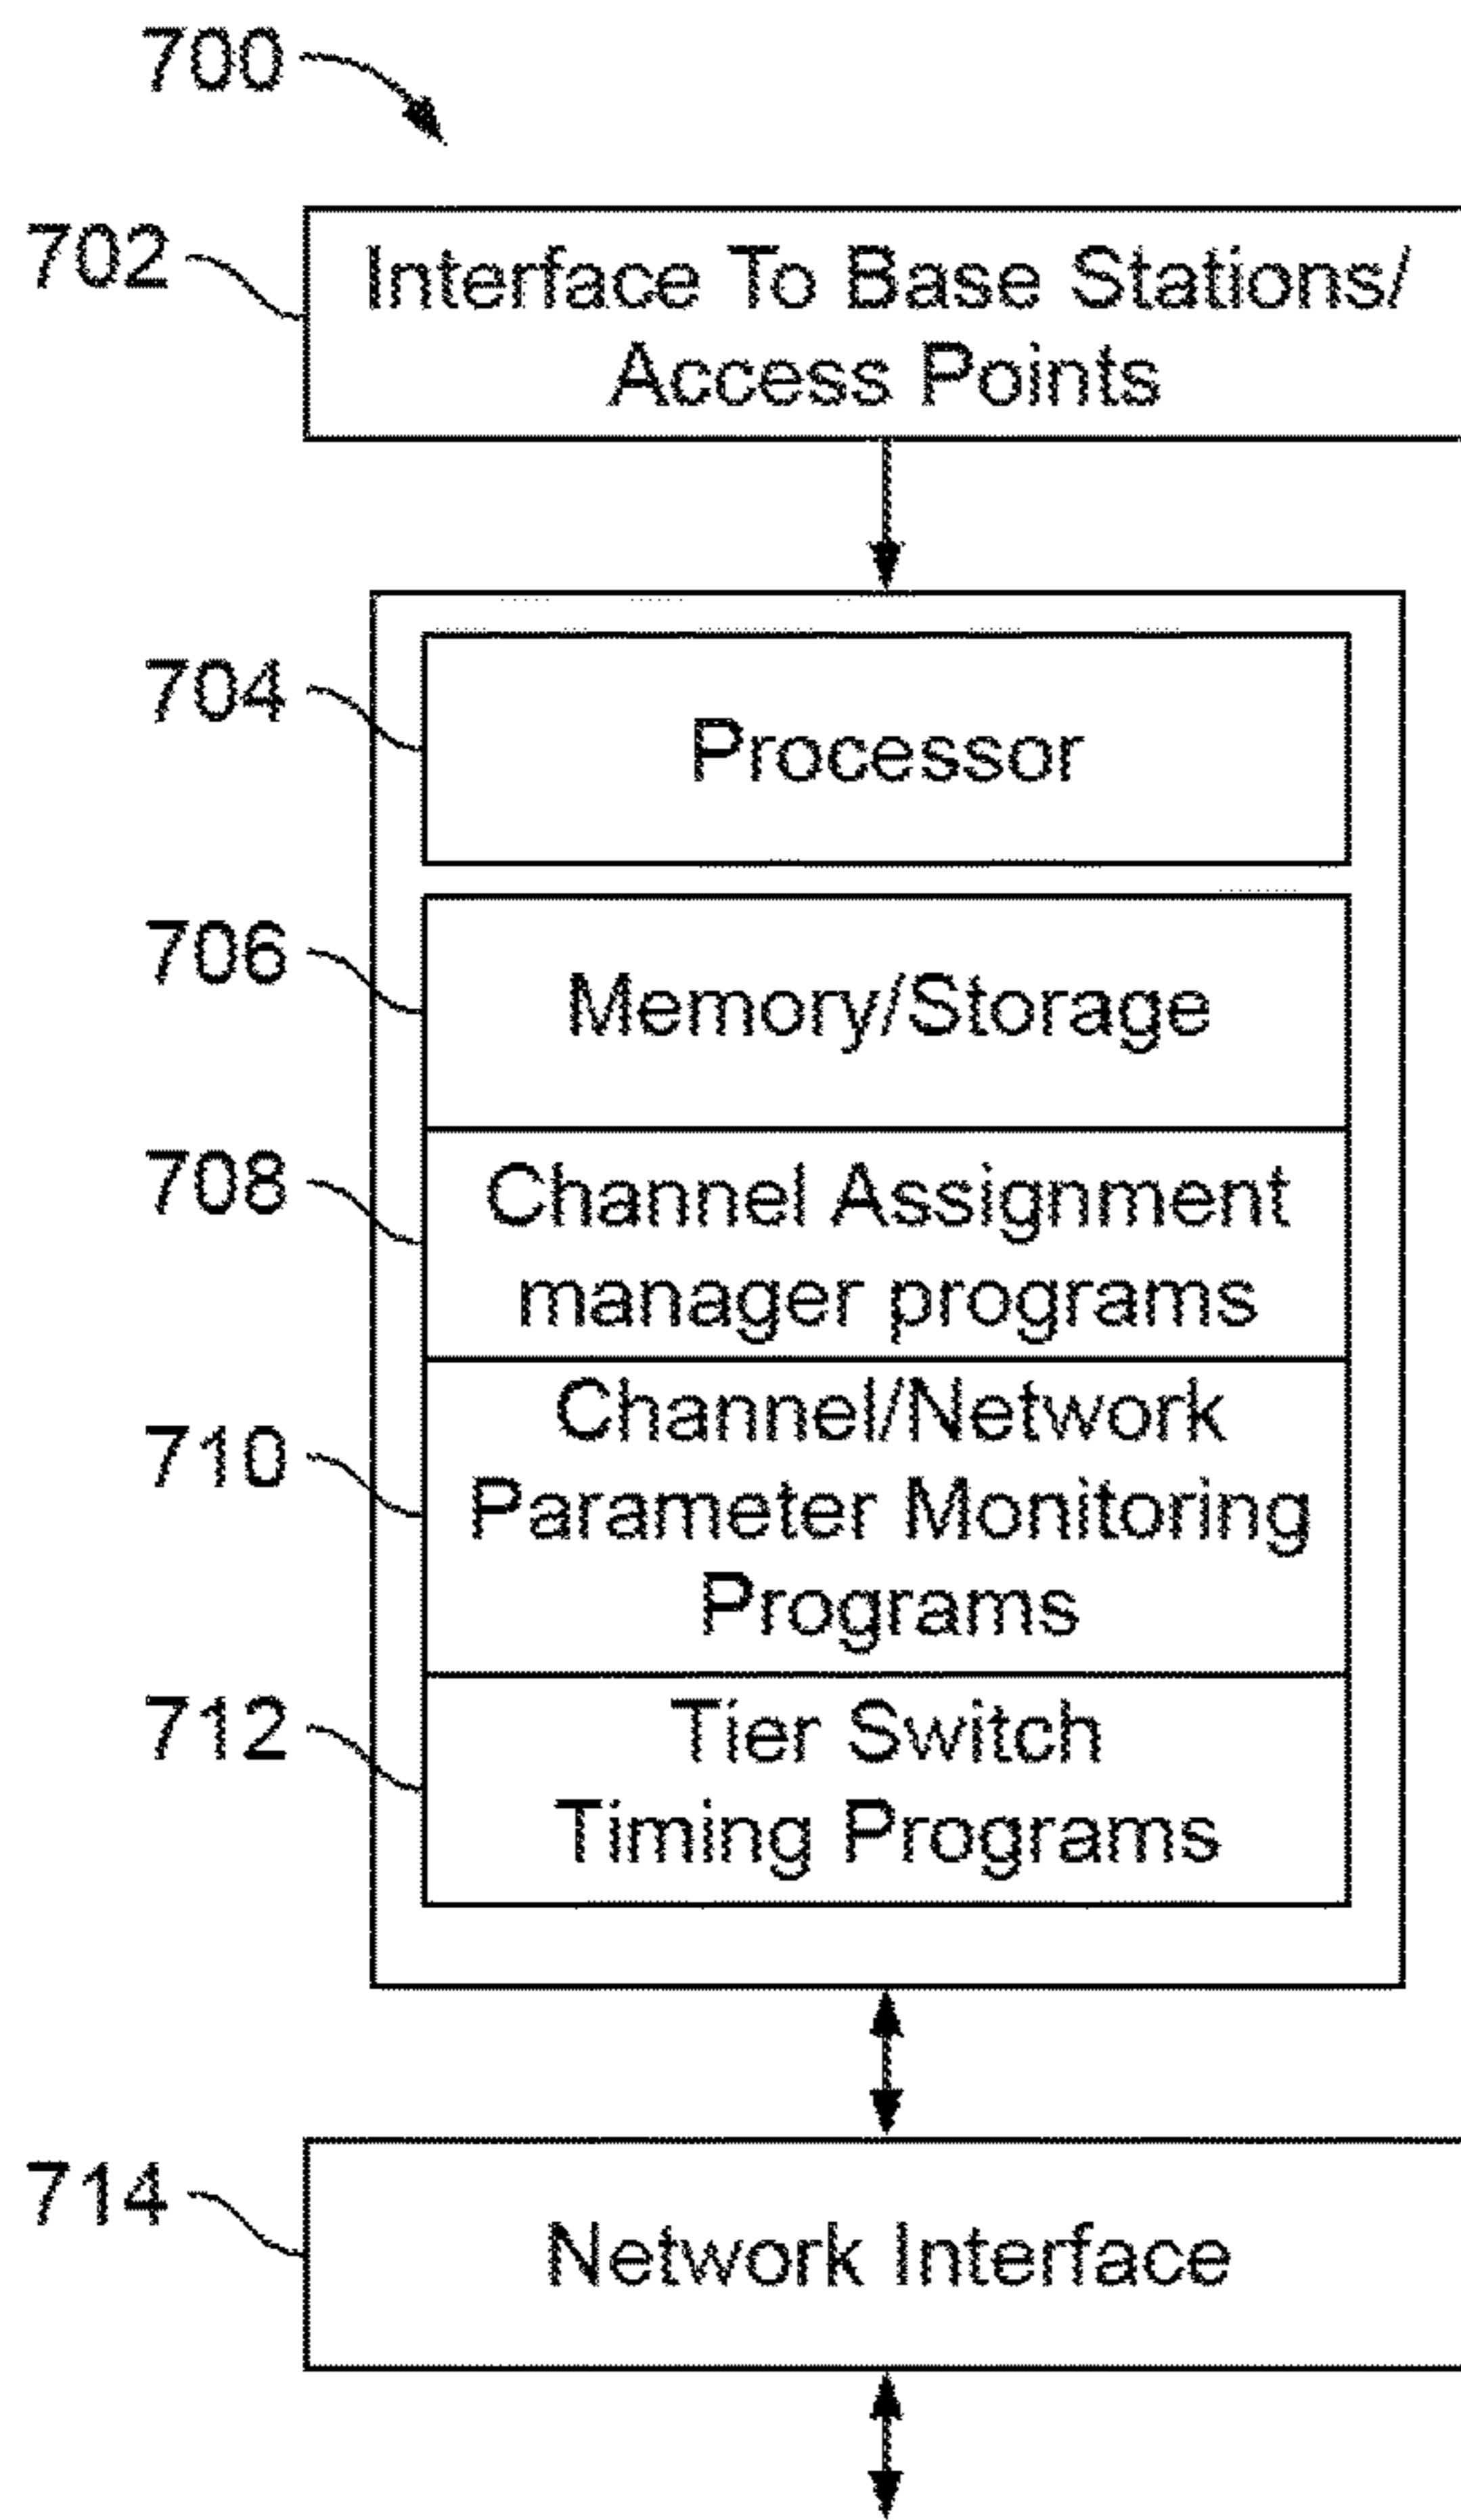 700
702
Interface To Base Stations/
Access Points
704
Processor
706
Memory/Storage
708
Channel Assignment
manager programs
710
Channel/Network
Parameter Monitoring
Programs
712
Tier Switch
Timing Programs
714
Network Interface